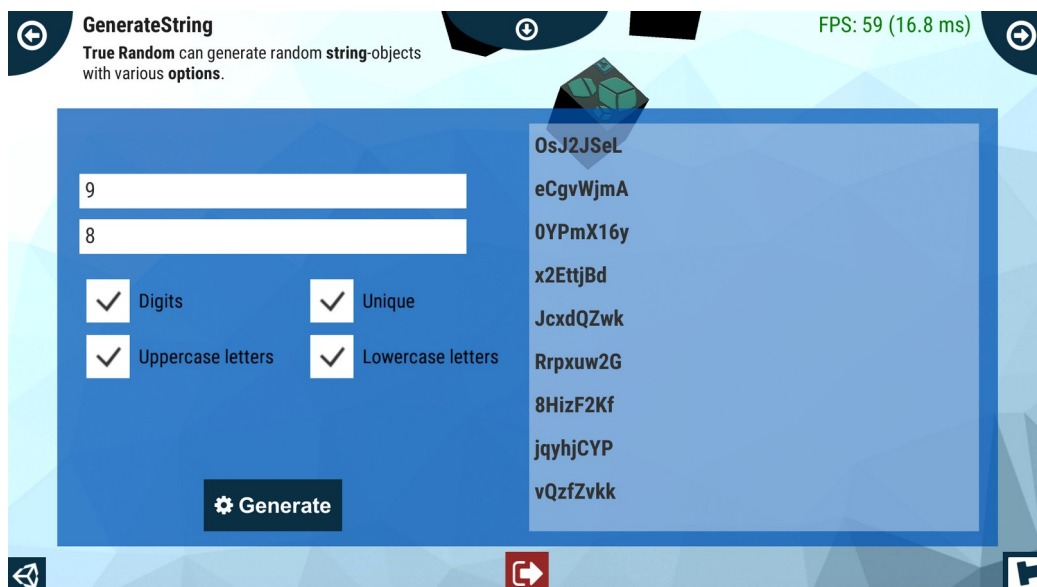 GenerateString
FPS: 59 (16.8 ms)
True Random can generate random string-objects
with various options.
9
8
Digits
Unique
Uppercase letters
Lowercase letters
Generate
OsJ2JSeL
eCgvWjmA
0YPmX16y
x2EttjBd
JcxdQZwk
Rrpxuw2G
8HizF2Kf
jqyhjCYP
vQzfZvkk